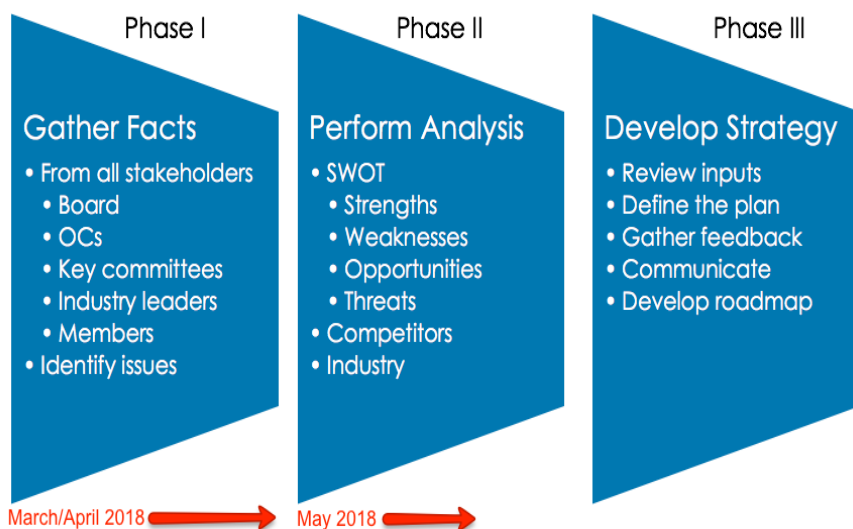 Phase I
Gather Facts
• From all stakeholders
• Board
• OCs
• Key committees
• Industry leaders
• Members
• Identify issues
March/April 2018
Phase II
Perform Analysis
• SWOT
• Strengths
• Weaknesses
• Opportunities
• Threats
• Competitors
• Industry
May 2018
Phase III
Develop Strategy
• Review inputs
• Define the plan
• Gather feedback
• Communicate
• Develop roadmap